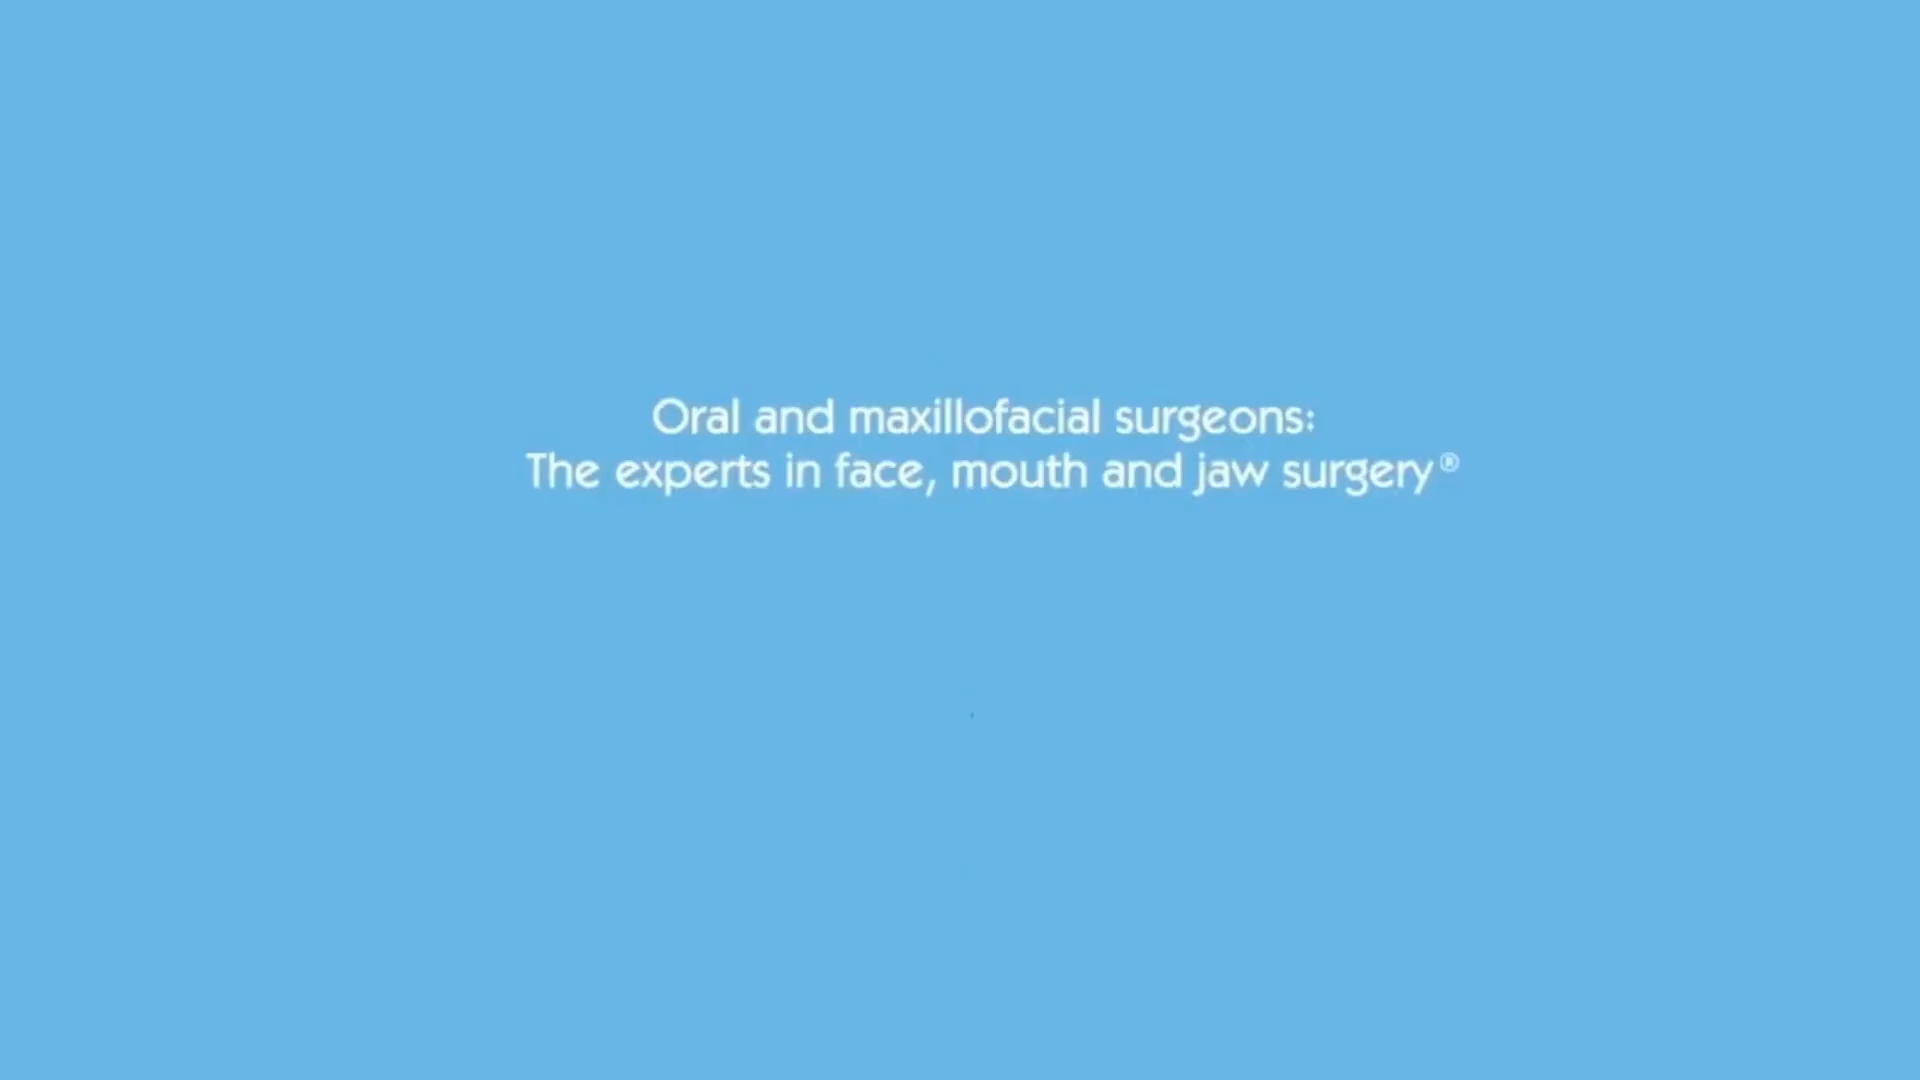 Oral and maxillofacial surgeons:
The experts in face, mouth and jaw surgery®